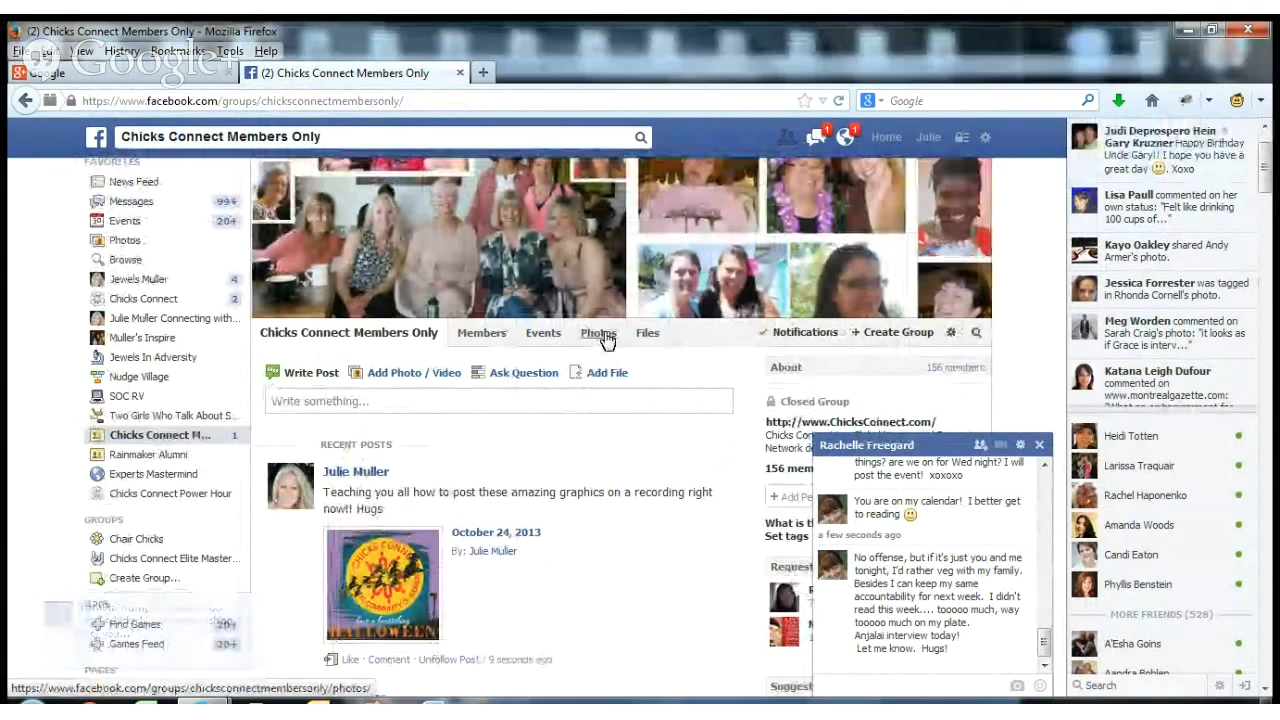 (2) Chicks Connect Members Only - Mozilla Firefox
File Edit View History Bookmarks Tools Help
Google+
Google
(2) Chicks Connect Members Only
https://www.facebook.com/groups/chicksconnectmembersonly/
Google
Chicks Connect Members Only
1
1
Home
Julie
FAVORITES
News Feed
Messages 99+
Events 20+
Photos
Browse
Jewels Muller 4
Chicks Connect 2
Julie Muller Connecting with...
Muller's Inspire
Jewels In Adversity
Nudge Village
SOC RV
Two Girls Who Talk About S...
Chicks Connect M... 1
Rainmaker Alumni
Experts Mastermind
Chicks Connect Power Hour
GROUPS
Chair Chicks
Chicks Connect Elite Master...
Create Group...
Find Games 20+
Games Feed 20+
PAGES
https://www.facebook.com/groups/chicksconnectmembersonly/photos/
Chicks Connect Members Only
Members
Events
Photos
Files
Notifications
+ Create Group
Write Post
Add Photo / Video
Ask Question
Add File
Write something...
RECENT POSTS
Julie Muller
Teaching you all how to post these amazing graphics on a recording right
now!! Hugs
October 24, 2013
By: Julie Muller
Like · Comment · Unfollow Post · 9 seconds ago
About
156 members
Closed Group
http://www.ChicksConnect.com/
156 mem
+ Add Pe
What is th
Set tags
Request
Suggest
Rachelle Freegard
things? are we on for Wed night? I will
post the event! xoxoxo
You are on my calendar! I better get
to reading
a few seconds ago
No offense, but if it's just you and me
tonight, I'd rather veg with my family.
Besides I can keep my same
accountability for next week. I didn't
read this week.... tooooo much, way
tooooo much on my plate.
Anjalai interview today!
Let me know. Hugs!
Judi Deprospero Hein
Gary Kruzner Happy Birthday
Uncle Gary!! I hope you have a
great day. Xoxo
Lisa Paull commented on her
own status: "Felt like drinking
100 cups of..."
Kayo Oakley shared Andy
Armer's photo.
Jessica Forrester was tagged
in Rhonda Cornell's photo.
Meg Worden commented on
Sarah Craig's photo: "It looks as
if Grace is interv..."
Katana Leigh Dufour
commented on
www.montrealgazette.com:
Heidi Totten
Larissa Traquair
Rachel Haponenko
Amanda Woods
Candi Eaton
Phyllis Benstein
MORE FRIENDS (528)
A'Esha Goins
Search